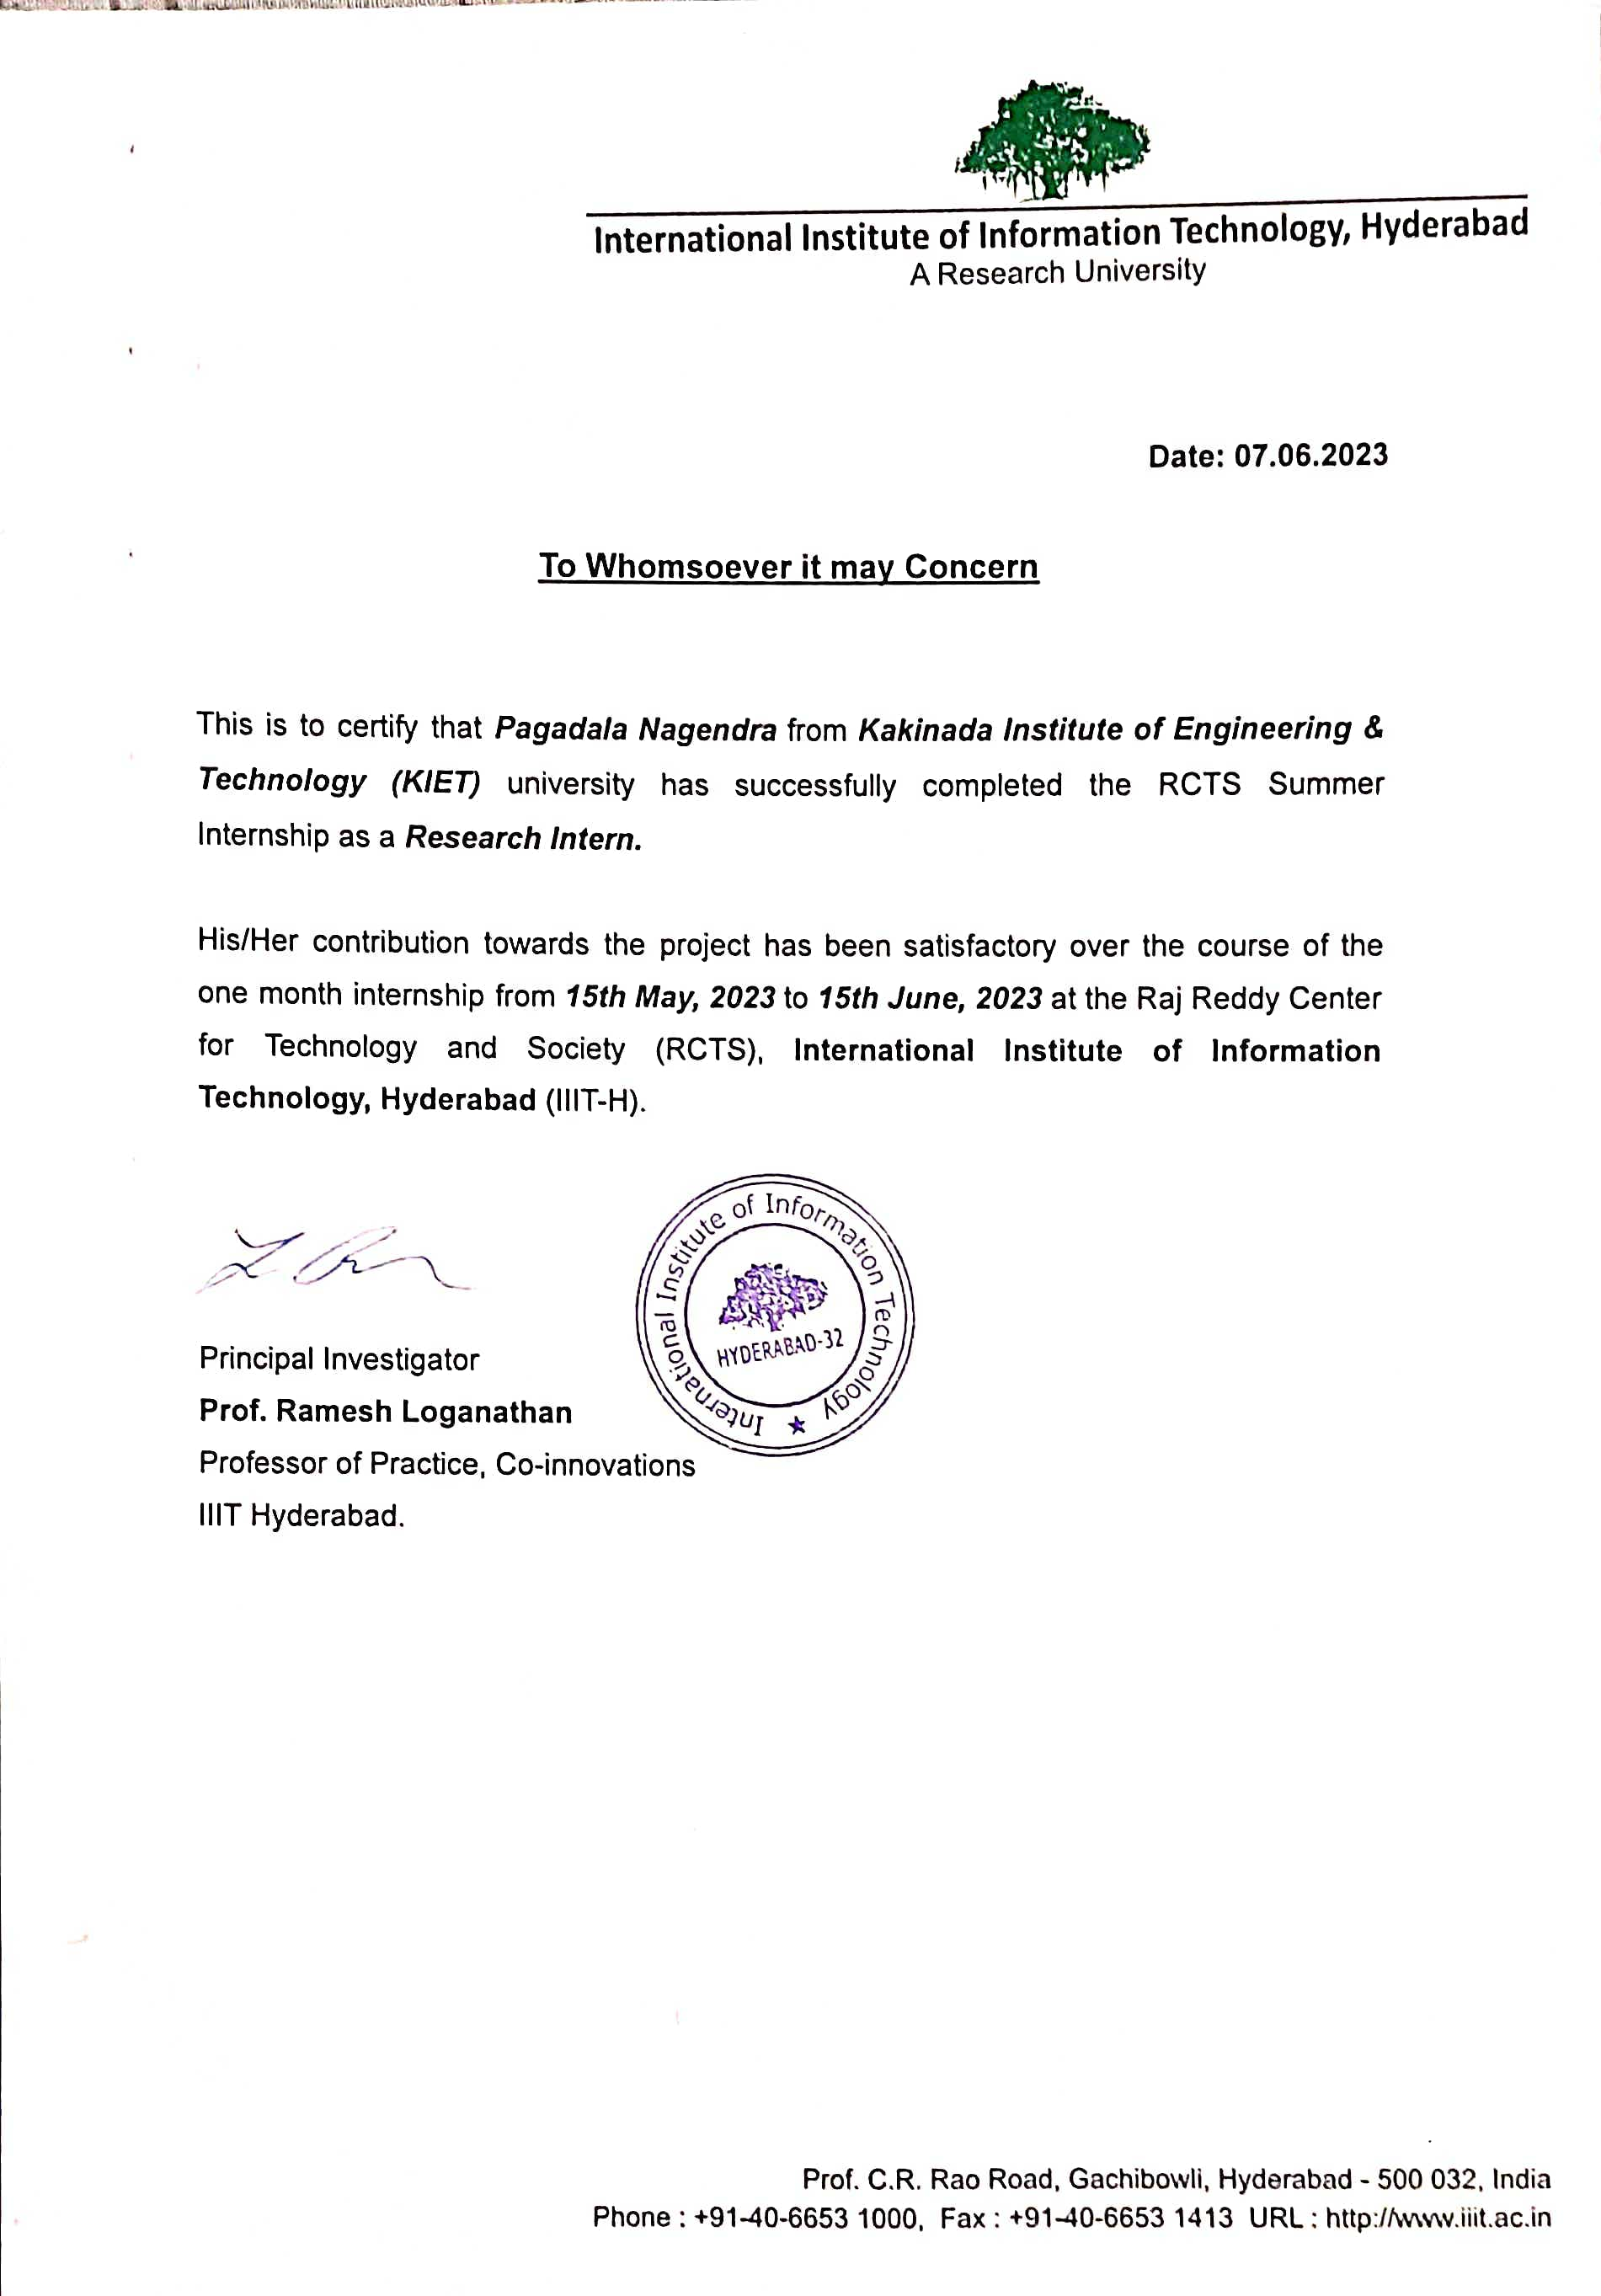 International Institute of Information Technology, Hyderabad
A Research University
Date: 07.06.2023
To Whomsoever it may Concern
This is to certify that Pagadala Nagendra from Kakinada Institute of Engineering &
Technology (KIET) university has successfully completed the RCTS Summer
Internship as a Research Intern.
His/Her contribution towards the project has been satisfactory over the course of the
one month internship from 15th May, 2023 to 15th June, 2023 at the Raj Reddy Center
for Technology and Society (RCTS), International Institute of Information
Technology, Hyderabad (IIIT-H).
International Institute of Information Technology
HYDERABAD-32
Principal Investigator
Prof. Ramesh Loganathan
Professor of Practice, Co-innovations
IIIT Hyderabad.
Prof. C.R. Rao Road, Gachibowli, Hyderabad - 500 032, India
Phone : +91-40-6653 1000, Fax : +91-40-6653 1413 URL : http://www.iiit.ac.in